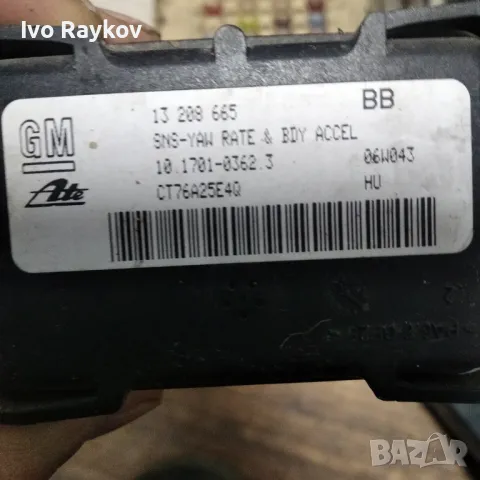 Ivo Raykov
13 208 665 BB
GM
SNS-YAW RATE & BDY ACCEL
10.1701-0362.3 06W043
Ate
CT76A25E4Q HU
BAZAR